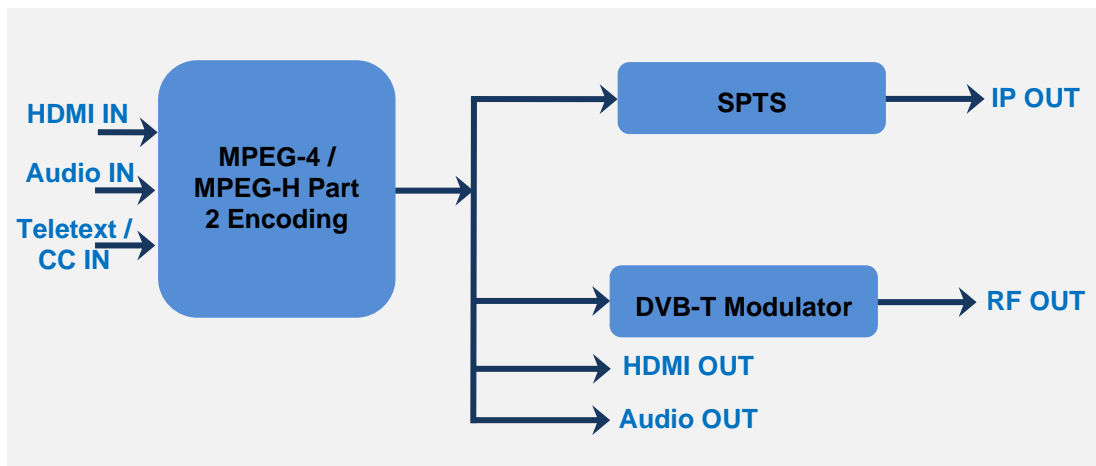 HDMI IN
Audio IN
Teletext /
CC IN
MPEG-4 /
MPEG-H Part
2 Encoding
SPTS
IP OUT
DVB-T Modulator
RF OUT
HDMI OUT
Audio OUT